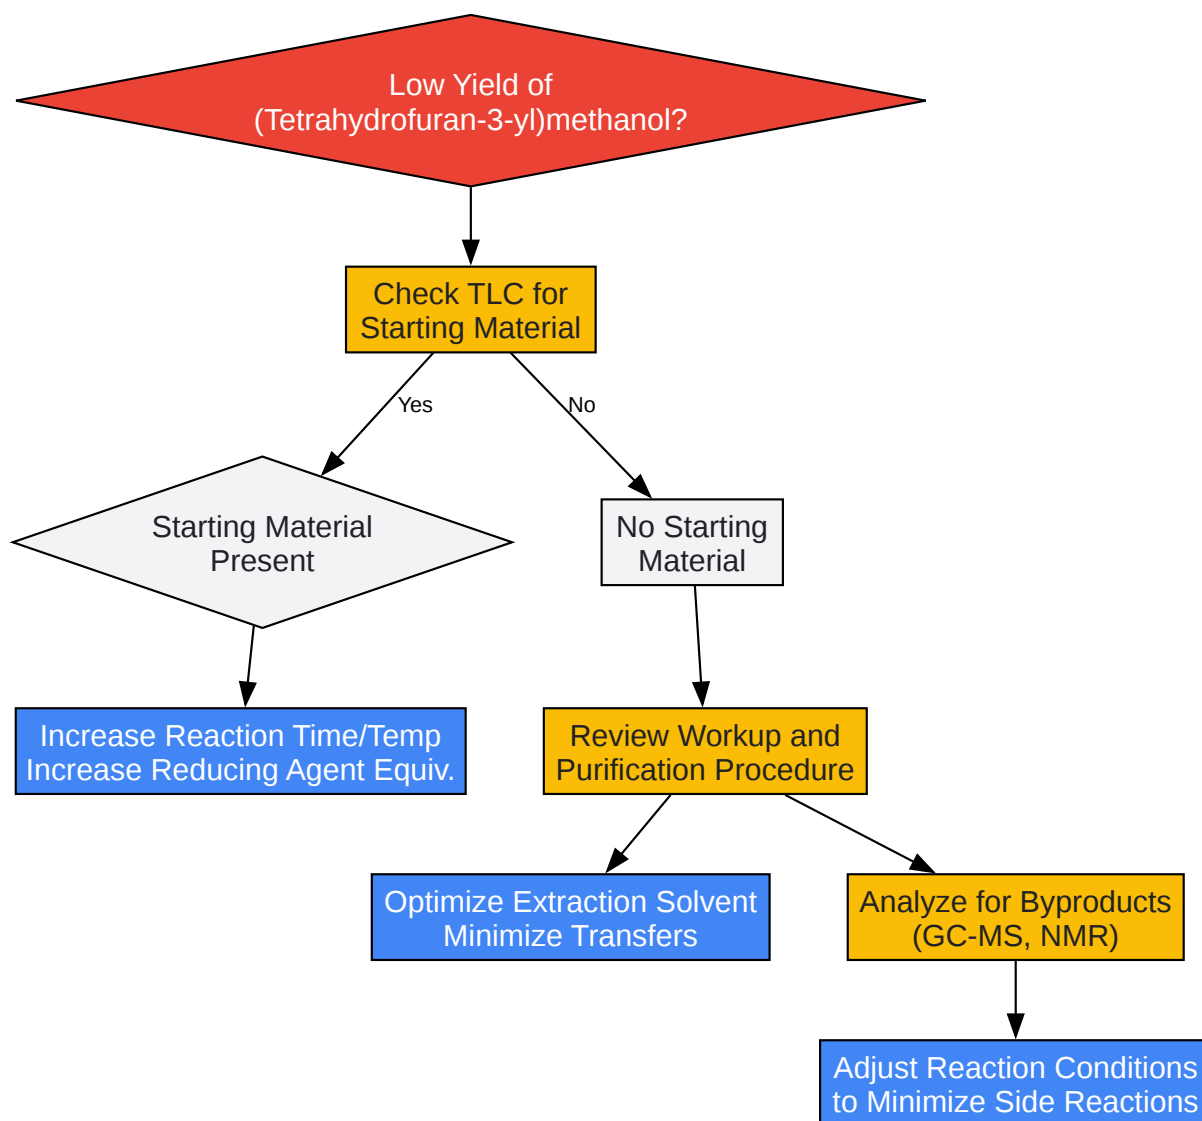 Low Yield of
(Tetrahydrofuran-3-yl)methanol?
Check TLC for
Starting Material
Yes
No
Starting Material
Present
No Starting
Material
Increase Reaction Time/Temp
Increase Reducing Agent Equiv.
Review Workup and
Purification Procedure
Optimize Extraction Solvent
Minimize Transfers
Analyze for Byproducts
(GC-MS, NMR)
Adjust Reaction Conditions
to Minimize Side Reactions